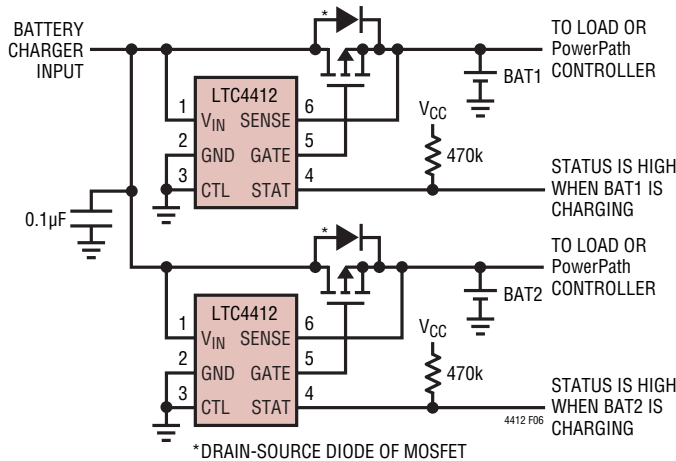 BATTERY
CHARGER
INPUT
*
TO LOAD OR
PowerPath
CONTROLLER
BAT1
LTC4412
1
VIN SENSE
6
2
GND GATE
5
3
CTL STAT
4
VCC
470k
STATUS IS HIGH
WHEN BAT1 IS
CHARGING
0.1µF
*
TO LOAD OR
PowerPath
CONTROLLER
BAT2
LTC4412
1
VIN SENSE
6
2
GND GATE
5
3
CTL STAT
4
VCC
470k
STATUS IS HIGH
WHEN BAT2 IS
CHARGING
4412 F06
*DRAIN-SOURCE DIODE OF MOSFET